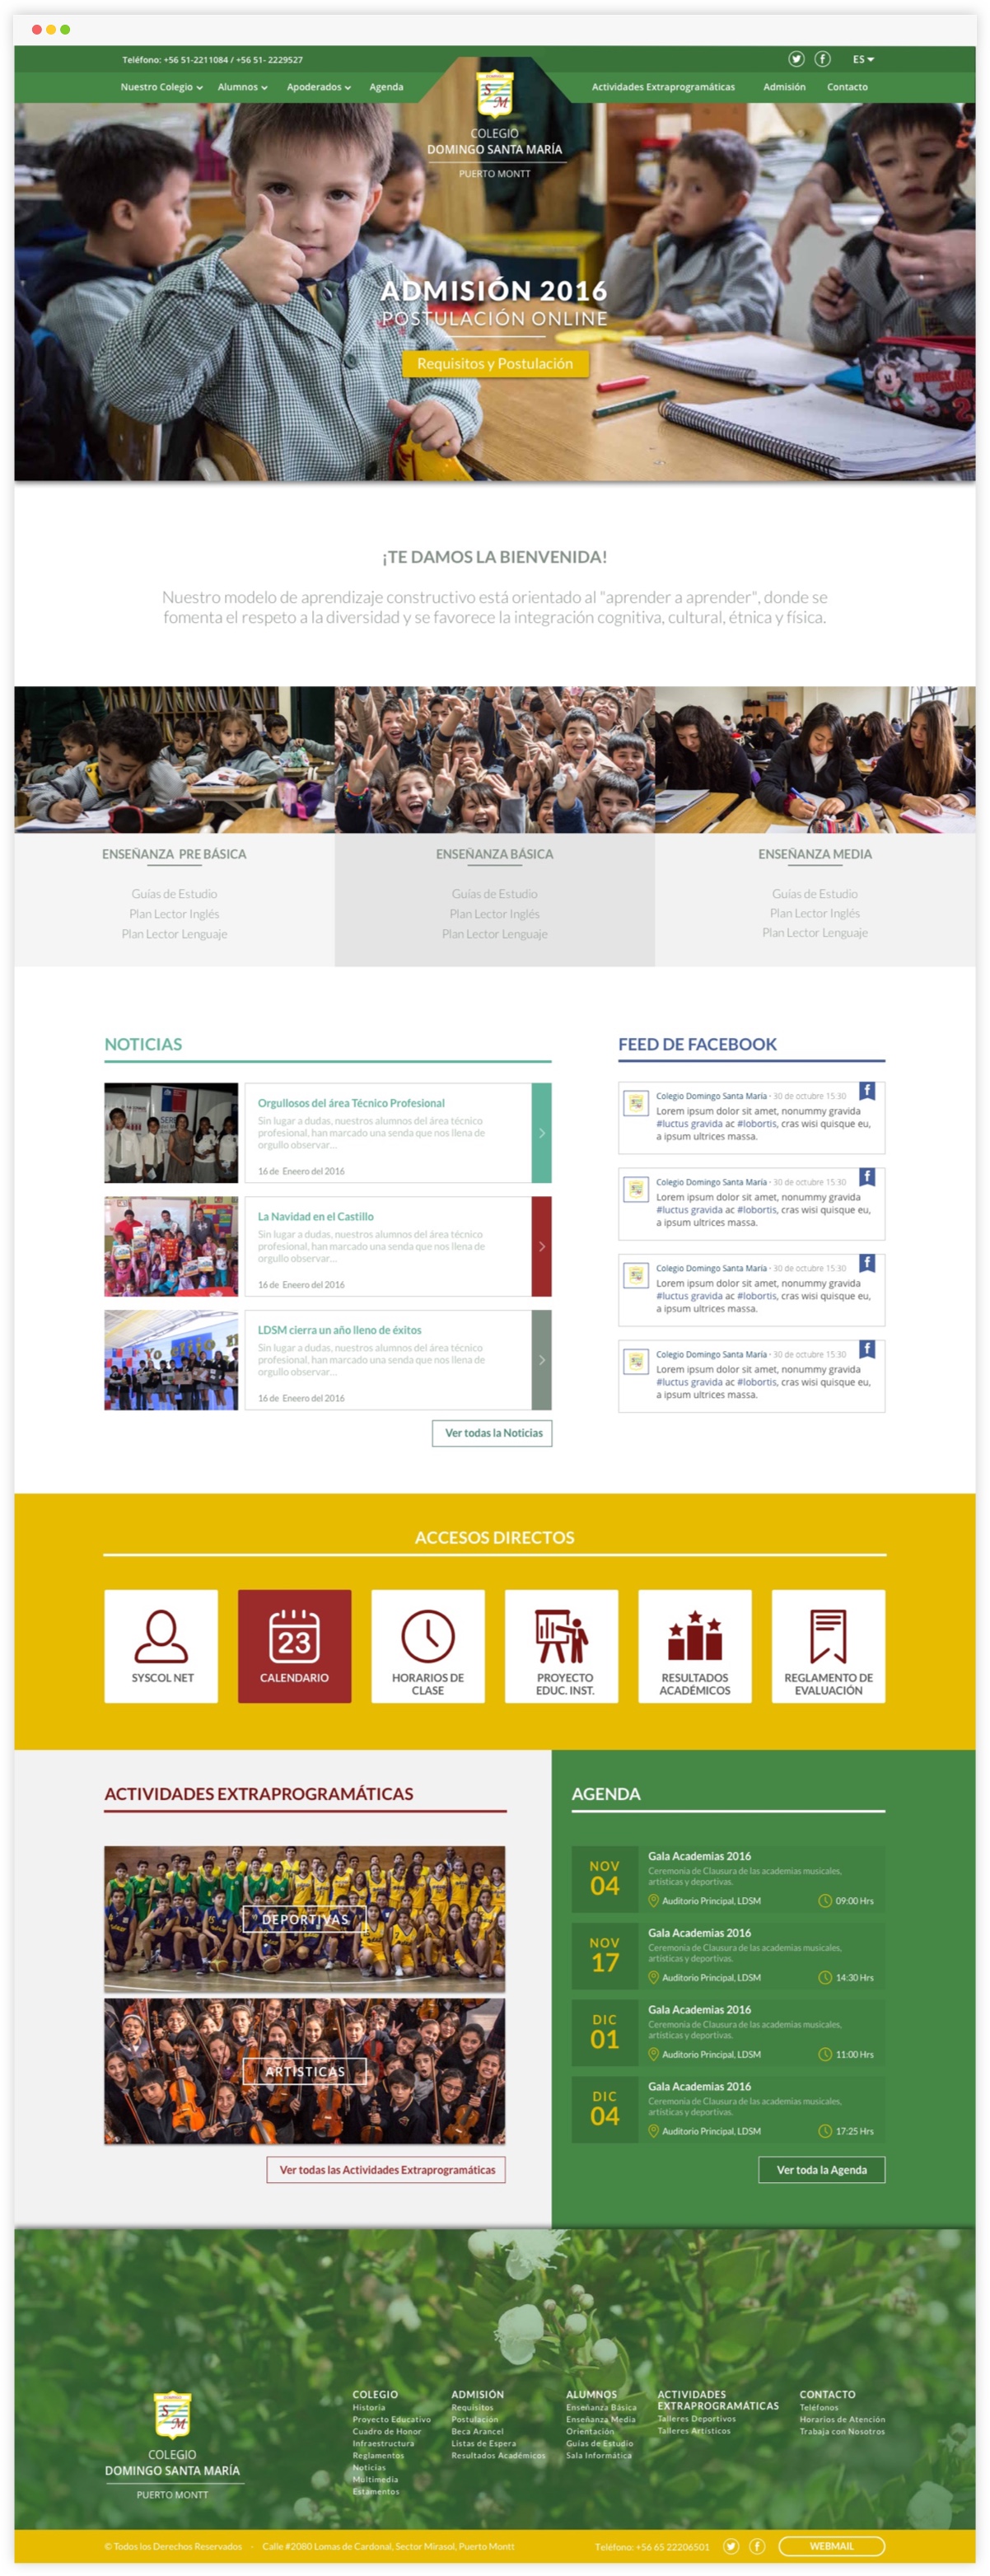 Teléfono: +56 51-2211084 / +56 51- 2229527
ES
Nuestro Colegio
Alumnos
Apoderados
Agenda
Actividades Extraprogramáticas
Admisión
Contacto
S M
COLEGIO
DOMINGO SANTA MARÍA
PUERTO MONTT
ADMISIÓN 2016
POSTULACIÓN ONLINE
Requisitos y Postulación
¡TE DAMOS LA BIENVENIDA!
Nuestro modelo de aprendizaje constructivo está orientado al "aprender a aprender", donde se
fomenta el respeto a la diversidad y se favorece la integración cognitiva, cultural, étnica y física.
ENSEÑANZA PRE BÁSICA
Guías de Estudio
Plan Lector Inglés
Plan Lector Lenguaje
ENSEÑANZA BÁSICA
Guías de Estudio
Plan Lector Inglés
Plan Lector Lenguaje
ENSEÑANZA MEDIA
Guías de Estudio
Plan Lector Inglés
Plan Lector Lenguaje
NOTICIAS
Orgullosos del área Técnico Profesional
Sin lugar a dudas, nuestros alumnos del área técnico
profesional, han marcado una senda que nos llena de
orgullo observar...
16 de Eneero del 2016
La Navidad en el Castillo
Sin lugar a dudas, nuestros alumnos del área técnico
profesional, han marcado una senda que nos llena de
orgullo observar...
16 de Eneero del 2016
LDSM cierra un año lleno de éxitos
Sin lugar a dudas, nuestros alumnos del área técnico
profesional, han marcado una senda que nos llena de
orgullo observar...
16 de Eneero del 2016
Ver todas la Noticias
FEED DE FACEBOOK
Colegio Domingo Santa María - 30 de octubre 15:30
Lorem ipsum dolor sit amet, nonummy gravida
#luctus gravida ac #lobortis, cras wisi quisque eu,
a ipsum ultrices massa.
Colegio Domingo Santa María - 30 de octubre 15:30
Lorem ipsum dolor sit amet, nonummy gravida
#luctus gravida ac #lobortis, cras wisi quisque eu,
a ipsum ultrices massa.
Colegio Domingo Santa María - 30 de octubre 15:30
Lorem ipsum dolor sit amet, nonummy gravida
#luctus gravida ac #lobortis, cras wisi quisque eu,
a ipsum ultrices massa.
Colegio Domingo Santa María - 30 de octubre 15:30
Lorem ipsum dolor sit amet, nonummy gravida
#luctus gravida ac #lobortis, cras wisi quisque eu,
a ipsum ultrices massa.
ACCESOS DIRECTOS
SYSCOL NET
23
CALENDARIO
HORARIOS DE
CLASE
PROYECTO
EDUC. INST.
RESULTADOS
ACADÉMICOS
REGLAMENTO DE
EVALUACIÓN
ACTIVIDADES EXTRAPROGRAMÁTICAS
DEPORTIVAS
ARTÍSTICAS
Ver todas las Actividades Extraprogramáticas
AGENDA
NOV
04
Gala Academias 2016
Ceremonia de Clausura de las academias musicales,
artísticas y deportivas.
Auditorio Principal, LDSM
09:00 Hrs
NOV
17
Gala Academias 2016
Ceremonia de Clausura de las academias musicales,
artísticas y deportivas.
Auditorio Principal, LDSM
14:30 Hrs
DIC
01
Gala Academias 2016
Ceremonia de Clausura de las academias musicales,
artísticas y deportivas.
Auditorio Principal, LDSM
11:00 Hrs
DIC
04
Gala Academias 2016
Ceremonia de Clausura de las academias musicales,
artísticas y deportivas.
Auditorio Principal, LDSM
17:25 Hrs
Ver toda la Agenda
S M
COLEGIO
DOMINGO SANTA MARÍA
PUERTO MONTT
COLEGIO
Historia
Proyecto Educativo
Cuadro de Honor
Infraestructura
Reglamentos
Noticias
Multimedia
Estamentos
ADMISIÓN
Requisitos
Postulación
Beca Arancel
Listas de Espera
Resultados Académicos
ALUMNOS
Enseñanza Básica
Enseñanza Media
Orientación
Guías de Estudio
Sala Informática
ACTIVIDADES
EXTRAPROGRAMÁTICAS
Talleres Deportivos
Talleres Artísticos
CONTACTO
Teléfonos
Horarios de Atención
Trabaja con Nosotros
© Todos los Derechos Reservados - Calle #2080 Lomas de Cardonal, Sector Mirasol, Puerto Montt
Teléfono: +56 65 22206501
WEBMAIL